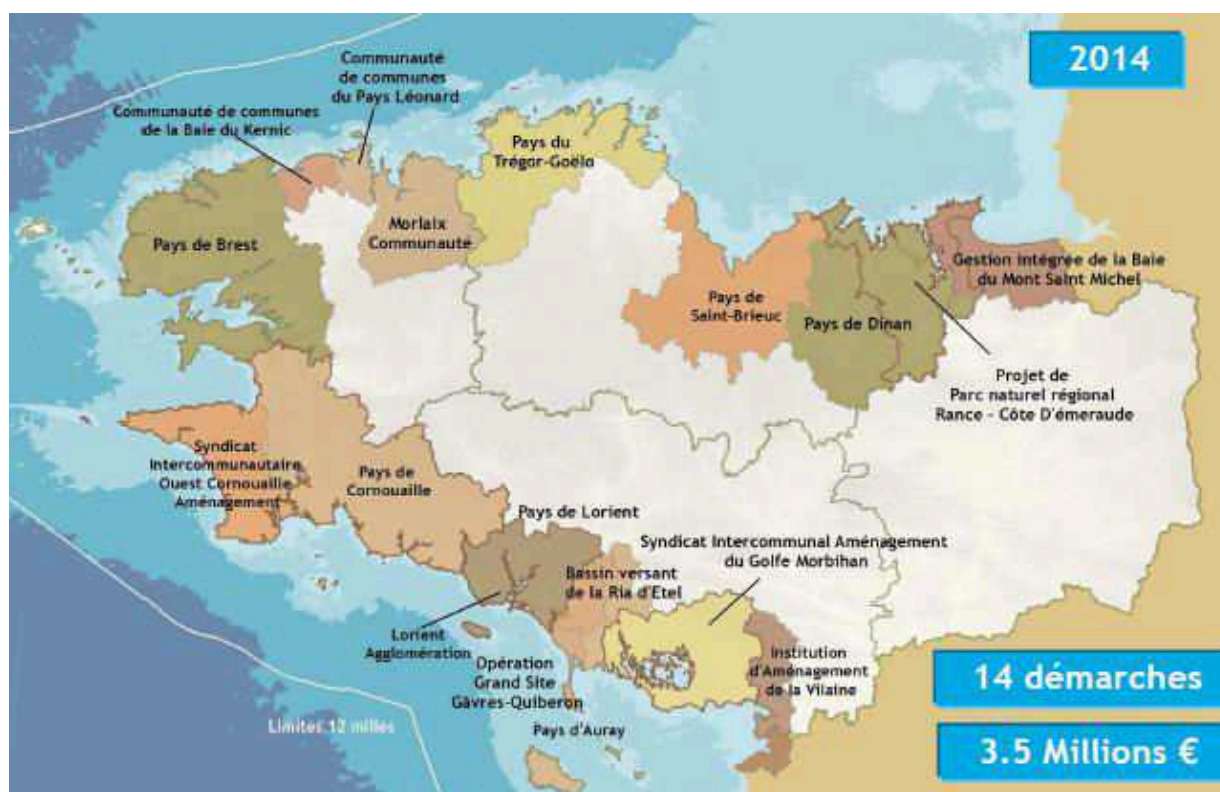 2014
Communauté
de communes
du Pays Léonard
Communauté de communes
de la Baie du Kernic
Pays du
Trégor-Goëlo
Pays de Brest
Morlaix
Communauté
Gestion intégrée de la Baie
du Mont Saint Michel
Pays de
Saint-Brieuc
Pays de Dinan
Projet de
Parc naturel régional
Rance - Côte D'émeraude
Syndicat
Intercommunautaire
Ouest Cornouaille
Aménagement
Pays de
Cornouaille
Pays de Lorient
Syndicat Intercommunal Aménagement
du Golfe Morbihan
Bassin versant
de la Ria d'Etel
Lorient
Agglomération
Opération
Grand Site
Gâvres-Quiberon
Institution
d'Aménagement
de la Vilaine
Pays d'Auray
Limites 12 milles
14 démarches
3.5 Millions €